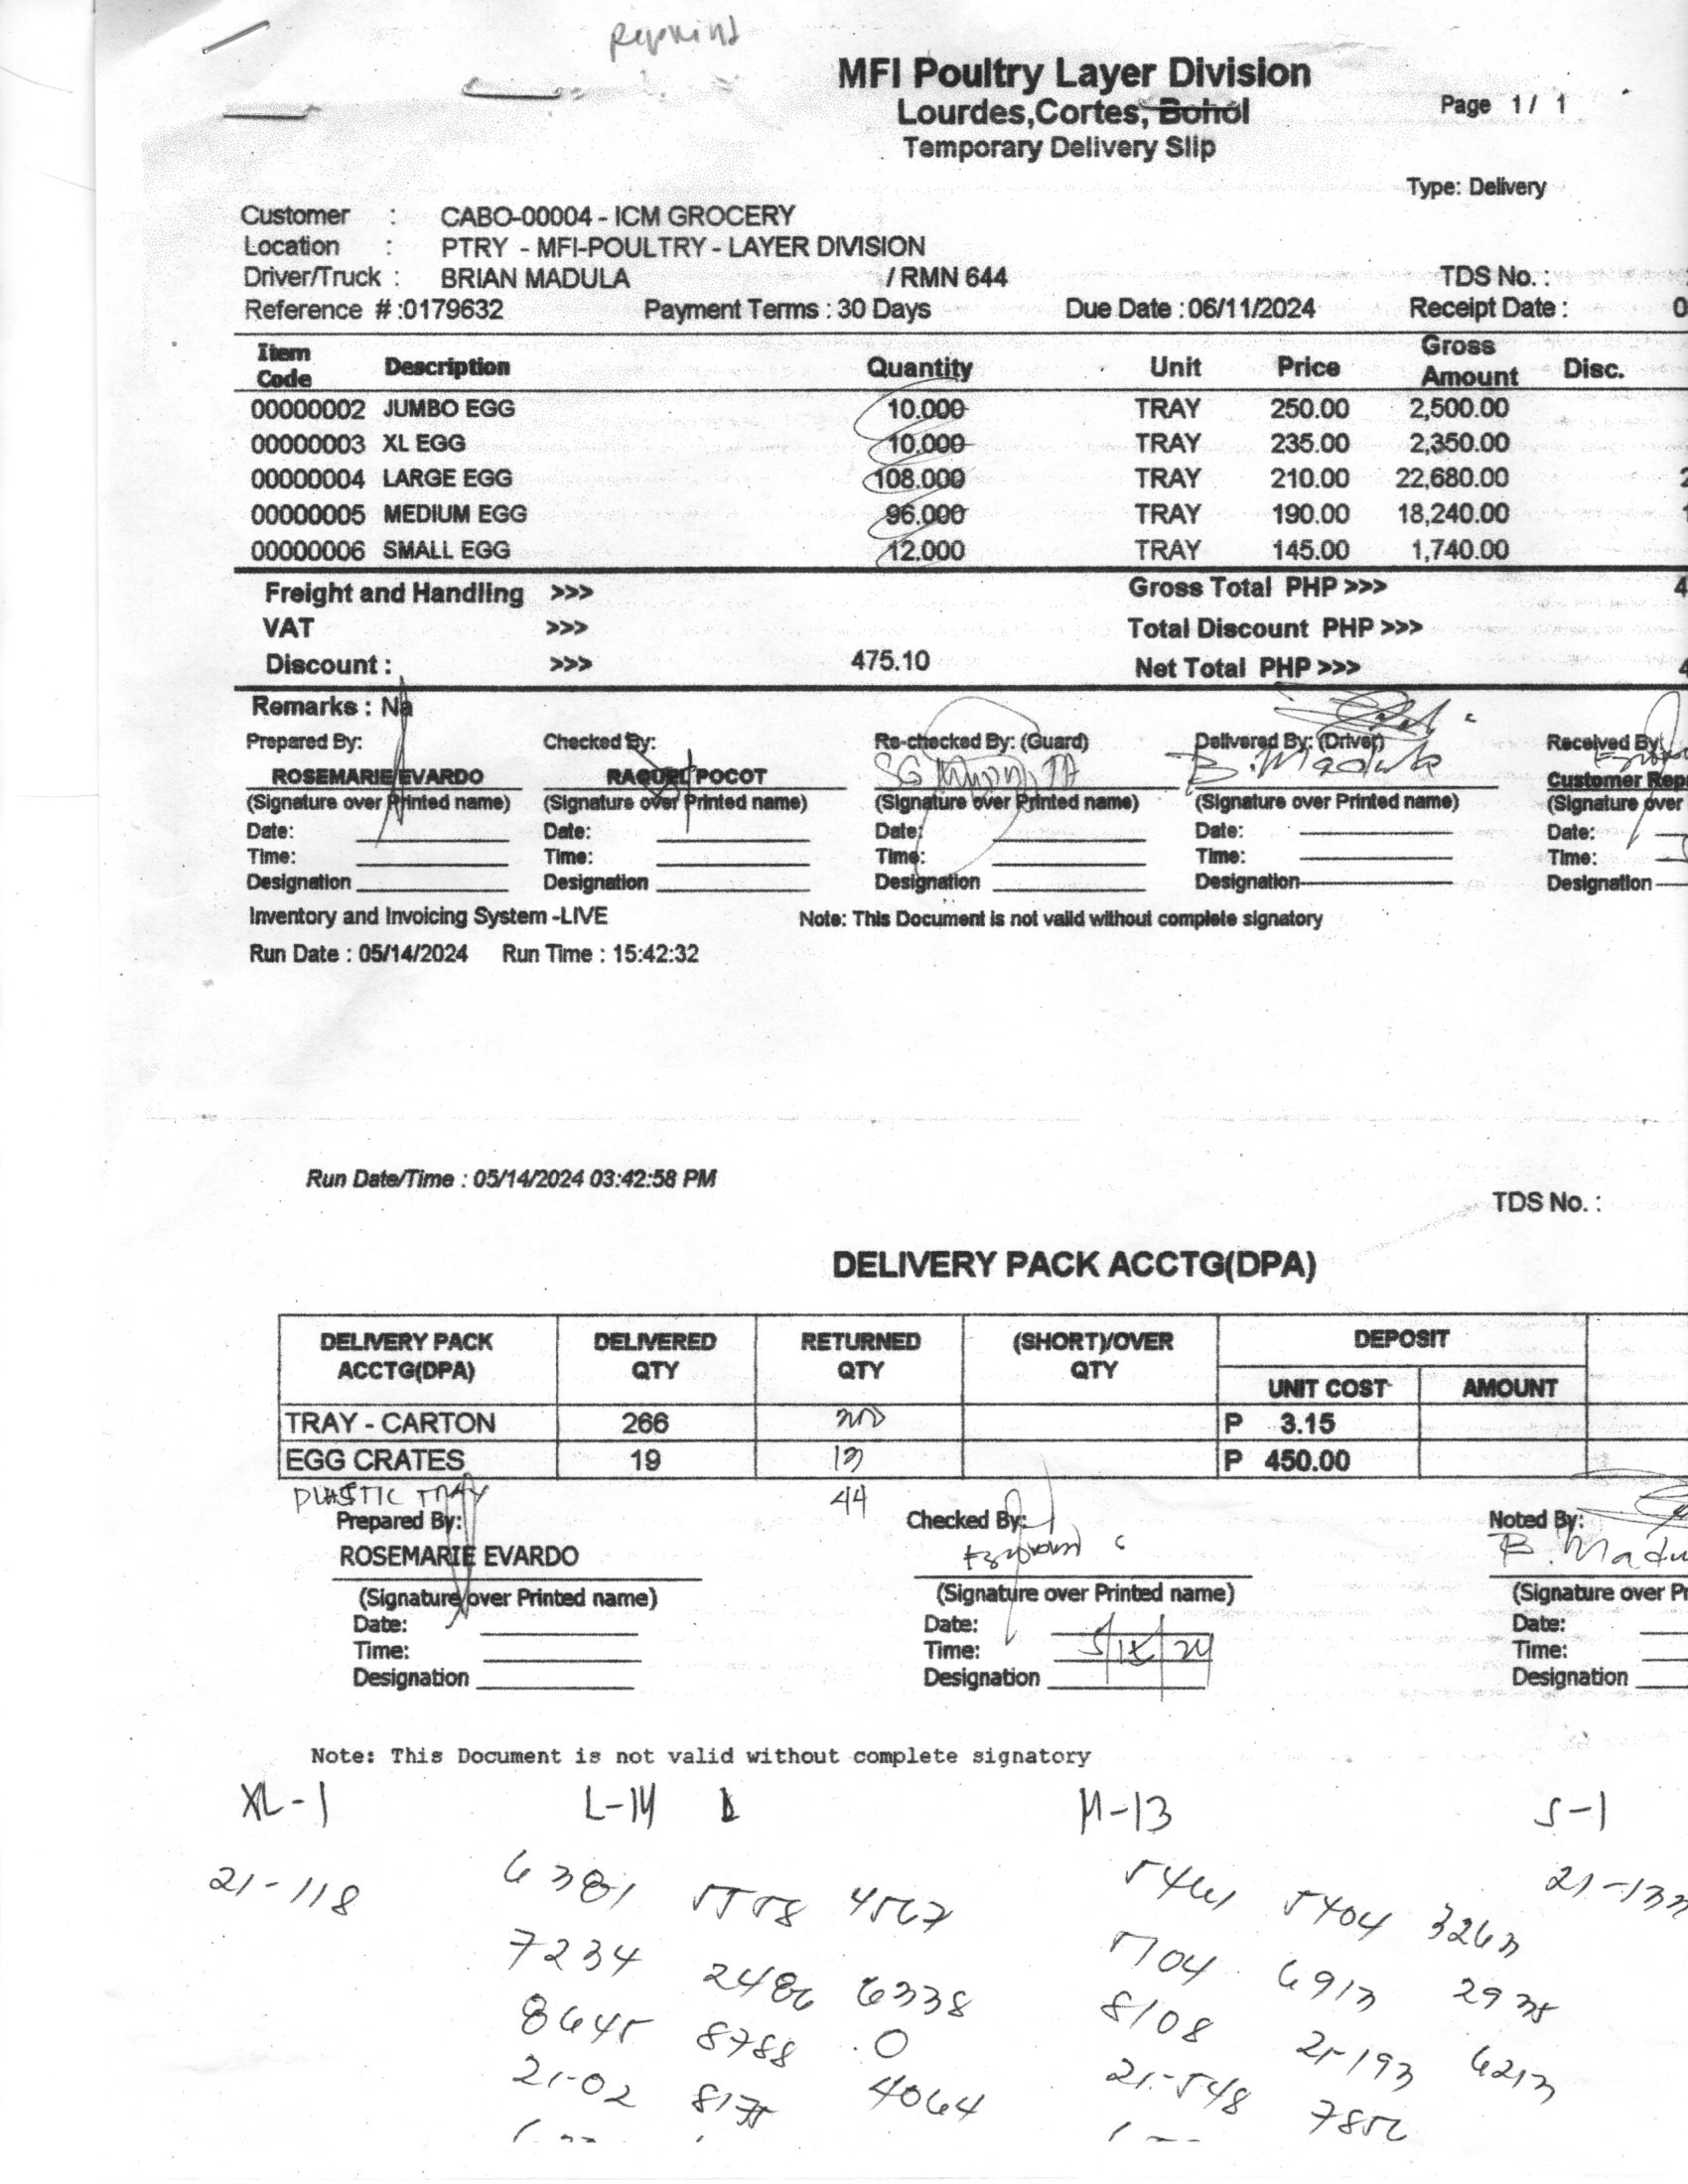 Reprint
MFI Poultry Layer Division
Lourdes,Cortes, Bohol
Page 1 / 1
Temporary Delivery Slip
Type: Delivery
Customer : CABO-00004 - ICM GROCERY
Location : PTRY - MFI-POULTRY - LAYER DIVISION
Driver/Truck : BRIAN MADULA / RMN 644 TDS No. :
Reference # :0179632 Payment Terms : 30 Days Due Date : 06/11/2024 Receipt Date : 0
Item Code Description Quantity Unit Price Gross Amount Disc.
00000002 JUMBO EGG 10.000 TRAY 250.00 2,500.00
00000003 XL EGG 10.000 TRAY 235.00 2,350.00
00000004 LARGE EGG 108.000 TRAY 210.00 22,680.00 2
00000005 MEDIUM EGG 96.000 TRAY 190.00 18,240.00 1
00000006 SMALL EGG 12.000 TRAY 145.00 1,740.00
Freight and Handling >>> Gross Total PHP >>> 4
VAT >>> Total Discount PHP >>>
Discount : >>> 475.10 Net Total PHP >>> 4
Remarks : Na
Prepared By: Checked By: Re-checked By: (Guard) Delivered By: (Driver) Received By:
ROSEMARIE EVARDO RAQUEL POCOT SG B. Madula Customer Rep
(Signature over Printed name) (Signature over Printed name) (Signature over Printed name) (Signature over Printed name) (Signature over
Date: Date: Date: Date: Date:
Time: Time: Time: Time: Time:
Designation Designation Designation Designation Designation
Inventory and Invoicing System -LIVE Note: This Document is not valid without complete signatory
Run Date : 05/14/2024 Run Time : 15:42:32
Run Date/Time : 05/14/2024 03:42:58 PM
TDS No. :
DELIVERY PACK ACCTG(DPA)
DELIVERY PACK ACCTG(DPA) DELIVERED QTY RETURNED QTY (SHORT)/OVER QTY DEPOSIT
UNIT COST AMOUNT
TRAY - CARTON 266 P 3.15
EGG CRATES 19 P 450.00
PLASTIC TRAY 44
Prepared By: Checked By: Noted By:
ROSEMARIE EVARDO B. Madu
(Signature over Printed name) (Signature over Printed name) (Signature over Pr
Date: Date: Date:
Time: Time: Time:
Designation Designation Designation
Note: This Document is not valid without complete signatory
XL-1 L-14 M-13 S-1
21-118 6381 5558 4567 5461 5404 3263
7234 2486 6338 5704 6913
8645 8788 0 8108 21-193 6213
21-02 8175 4064 21-548 7856